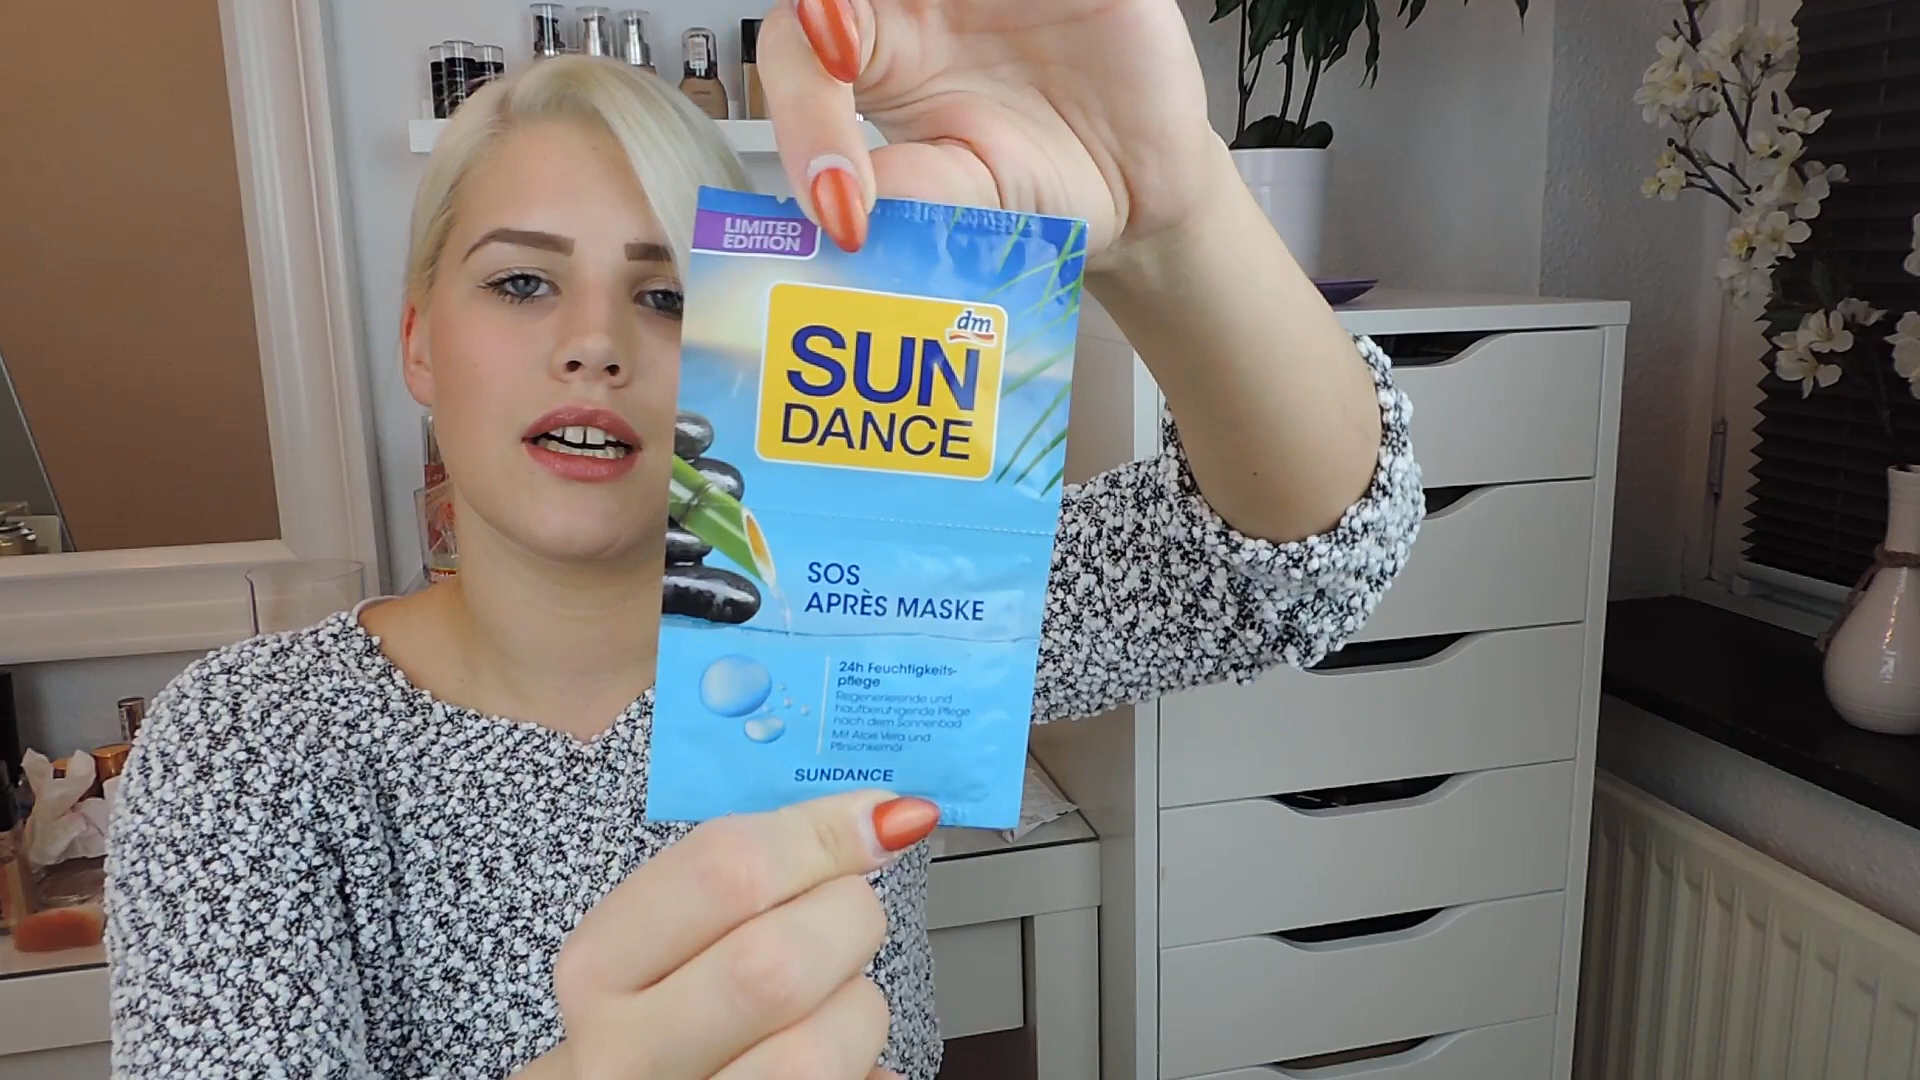 LIMITED
EDITION
dm
SUN
DANCE
SOS
APRÈS MASKE
24h Feuchtigkeits-
pflege
Regenerierende und
hautberuhigende Pflege
nach dem Sonnenbad
Mit Aloe Vera und
Pfirsichkernöl
SUNDANCE